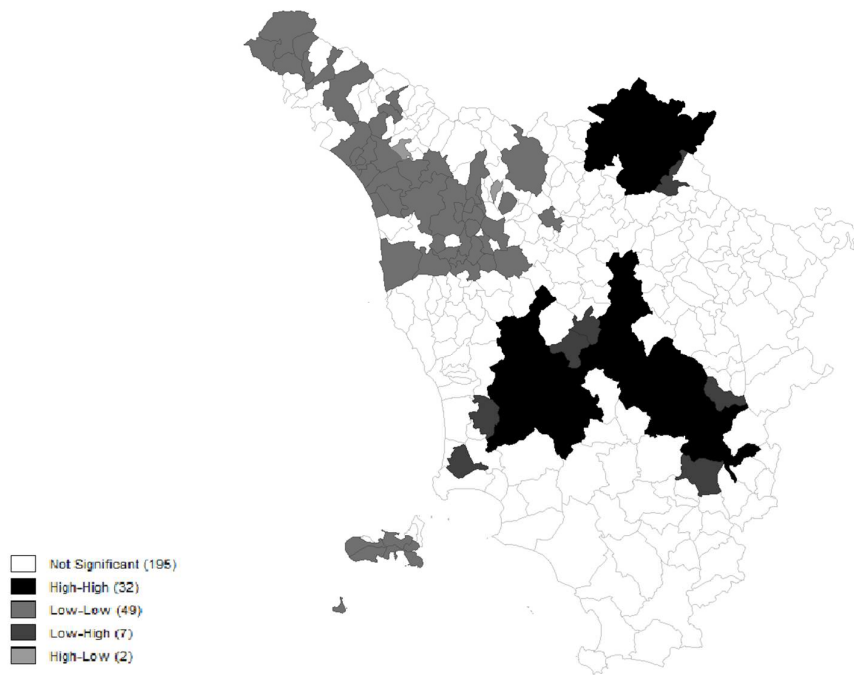 Not Significant (195)
High-High (32)
Low-Low (49)
Low-High (7)
High-Low (2)